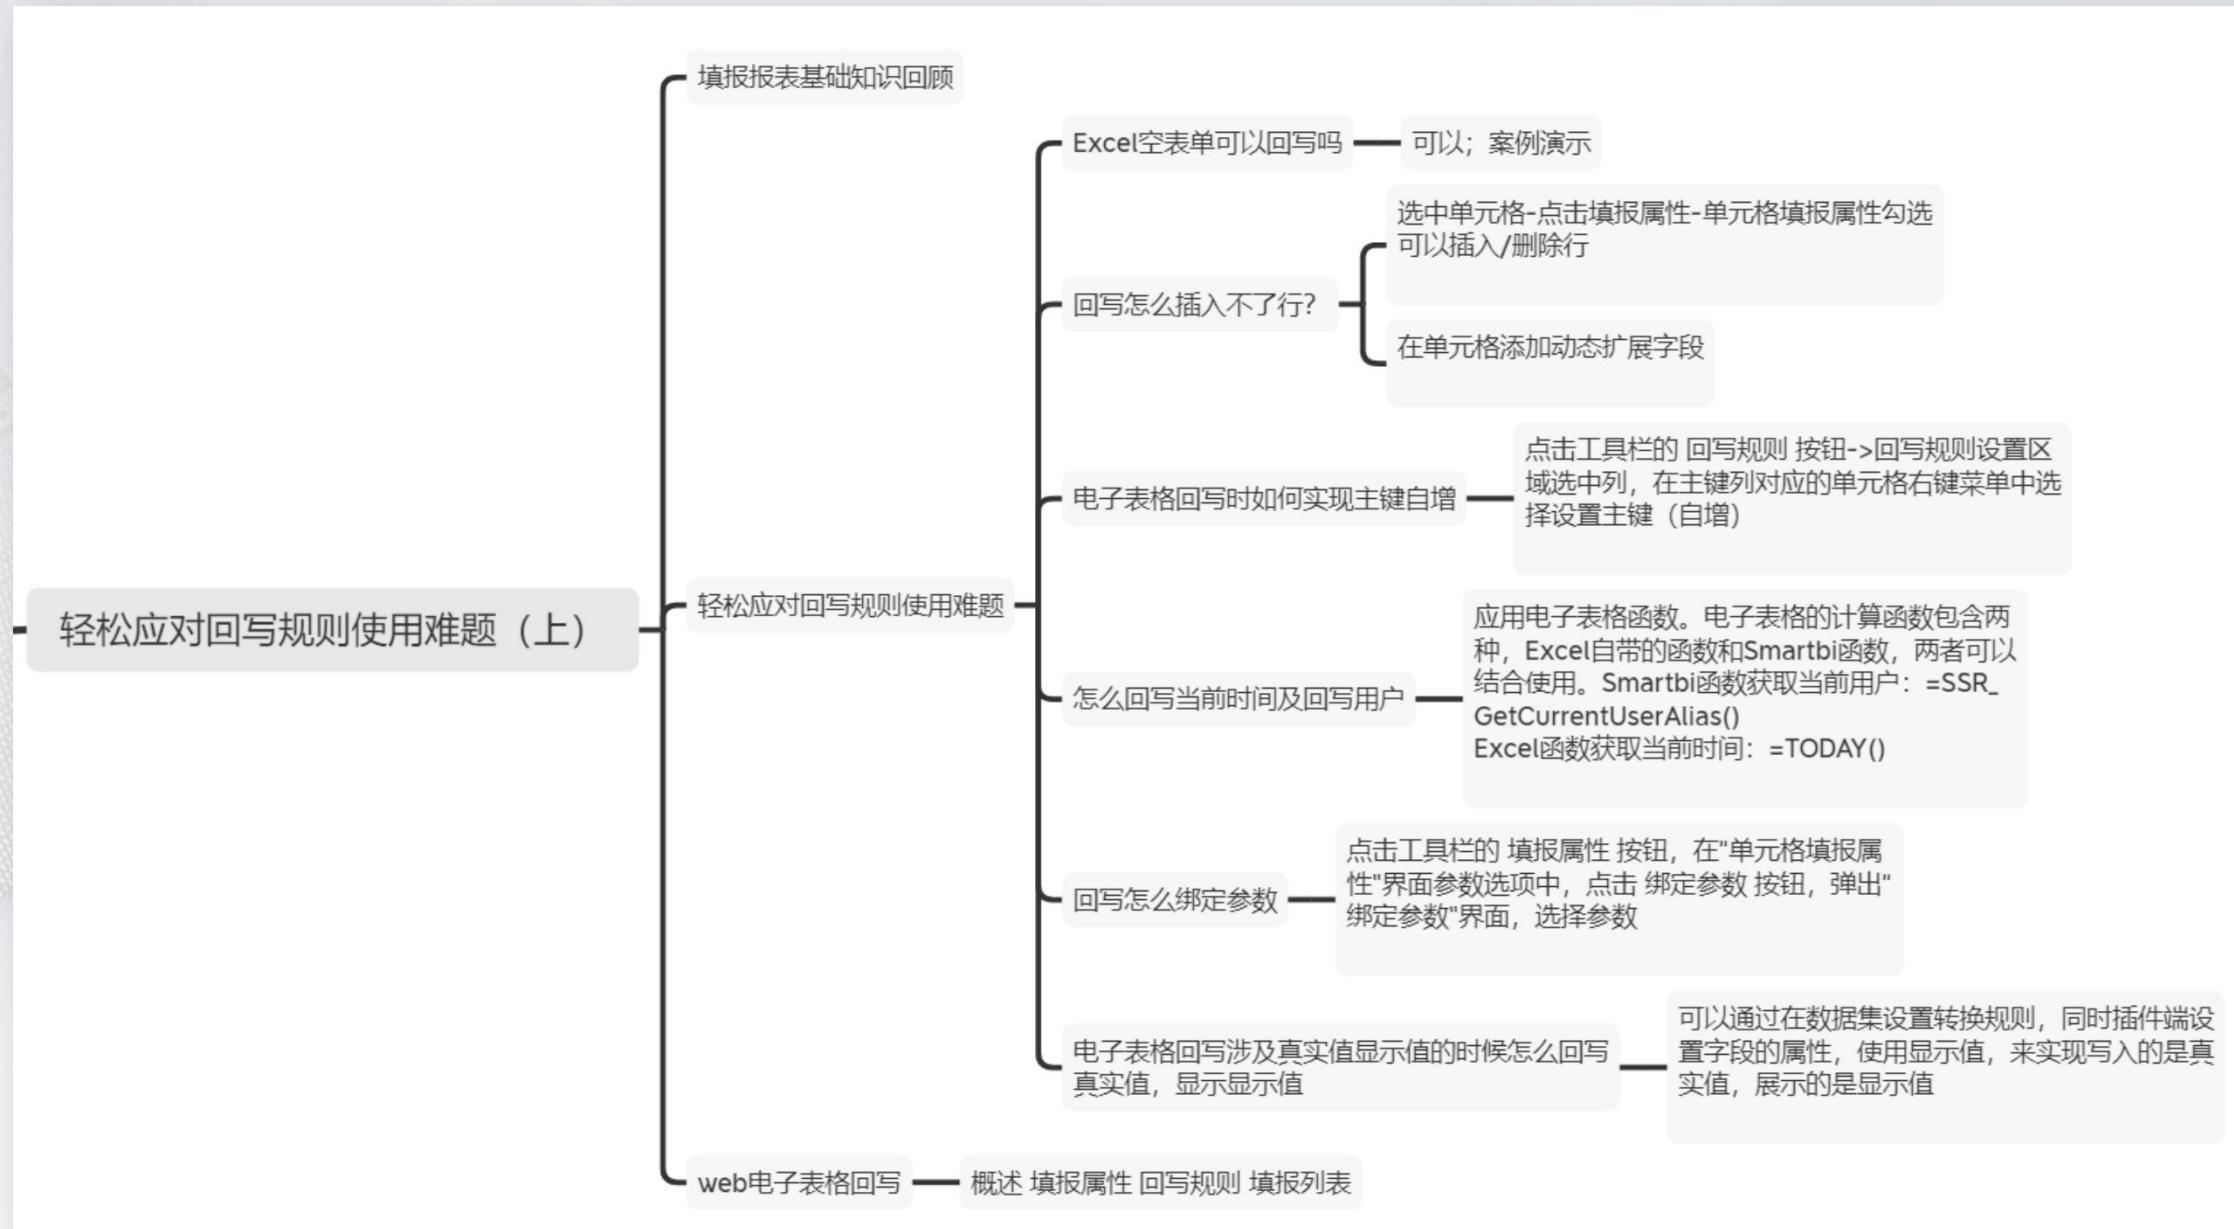 填报报表基础知识回顾
Excel空表单可以回写吗
可以；案例演示
选中单元格-点击填报属性-单元格填报属性勾选
可以插入/删除行
回写怎么插入不了行?
在单元格添加动态扩展字段
点击工具栏的 回写规则 按钮->回写规则设置区
域选中列，在主键列对应的单元格右键菜单中选
择设置主键（自增）
电子表格回写时如何实现主键自增
轻松应对回写规则使用难题（上）
轻松应对回写规则使用难题
应用电子表格函数。电子表格的计算函数包含两
种，Excel自带的函数和Smartbi函数，两者可以
结合使用。Smartbi函数获取当前用户：=SSR_
GetCurrentUserAlias()
Excel函数获取当前时间：=TODAY()
怎么回写当前时间及回写用户
点击工具栏的 填报属性 按钮，在"单元格填报属
性"界面参数选项中，点击 绑定参数 按钮，弹出"
绑定参数"界面，选择参数
回写怎么绑定参数
电子表格回写涉及真实值显示值的时候怎么回写
真实值，显示显示值
可以通过在数据集设置转换规则，同时插件端设
置字段的属性，使用显示值，来实现写入的是真
实值，展示的是显示值
web电子表格回写
概述 填报属性 回写规则 填报列表